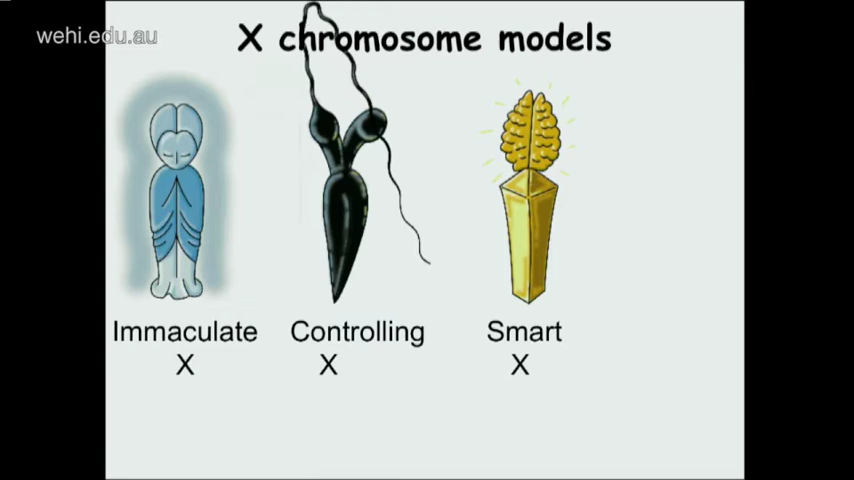 wehi.edu.au
X chromosome models
Immaculate X
Controlling X
Smart X